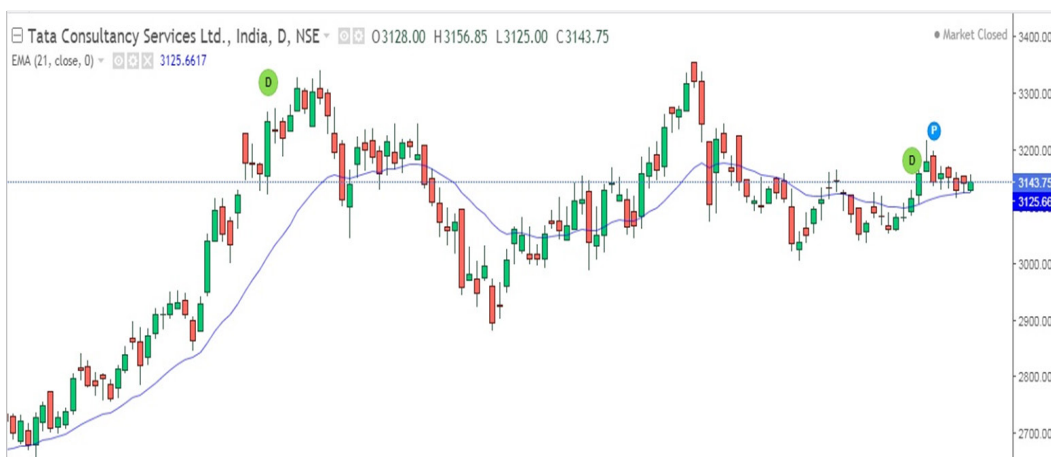 Tata Consultancy Services Ltd., India, D, NSE O3128.00 H3156.85 L3125.00 C3143.75
Market Closed
EMA (21, close, 0) 3125.6617
D
D
P
3400.00
3300.00
3200.00
3143.75
3125.66
3000.00
2900.00
2800.00
2700.00